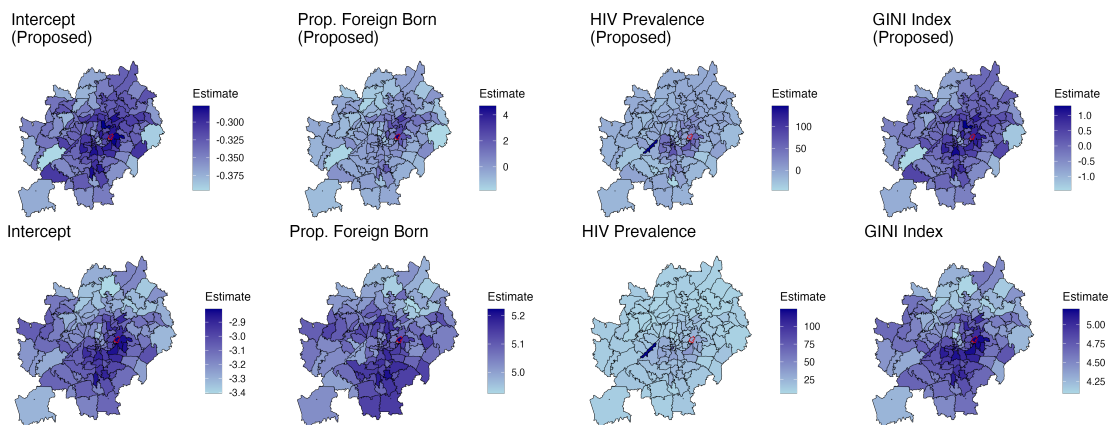 Intercept
(Proposed)
Estimate
-0.300
-0.325
-0.350
-0.375
Prop. Foreign Born
(Proposed)
Estimate
4
2
0
HIV Prevalence
(Proposed)
Estimate
100
50
0
GINI Index
(Proposed)
Estimate
1.0
0.5
0.0
-0.5
-1.0
Intercept
Estimate
-2.9
-3.0
-3.1
-3.2
-3.3
-3.4
Prop. Foreign Born
Estimate
5.2
5.1
5.0
HIV Prevalence
Estimate
100
75
50
25
GINI Index
Estimate
5.00
4.75
4.50
4.25